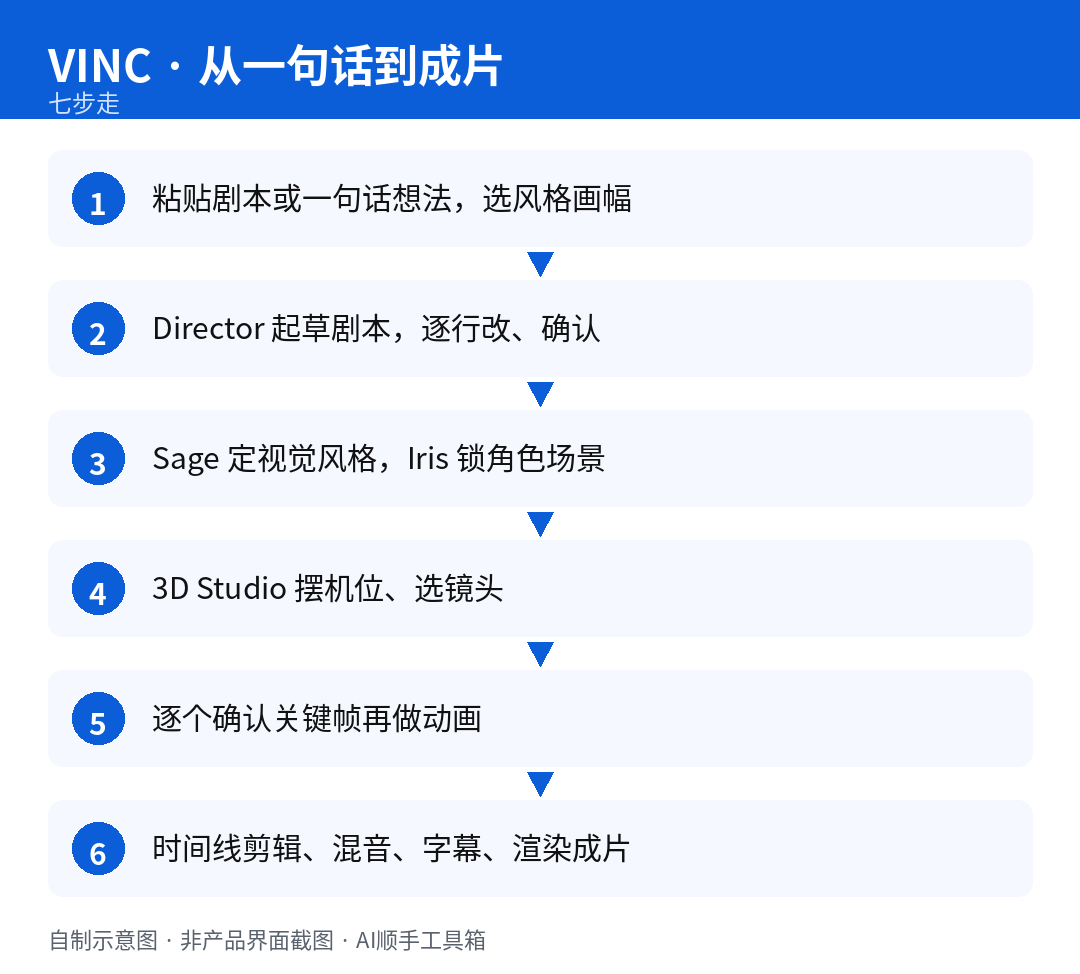 VINC · 从一句话到成片
七步走
1 粘贴剧本或一句话想法，选风格画幅
2 Director 起草剧本，逐行改、确认
3 Sage 定视觉风格，Iris 锁角色场景
4 3D Studio 摆机位、选镜头
5 逐个确认关键帧再做动画
6 时间线剪辑、混音、字幕、渲染成片
自制示意图 · 非产品界面截图 · AI顺手工具箱